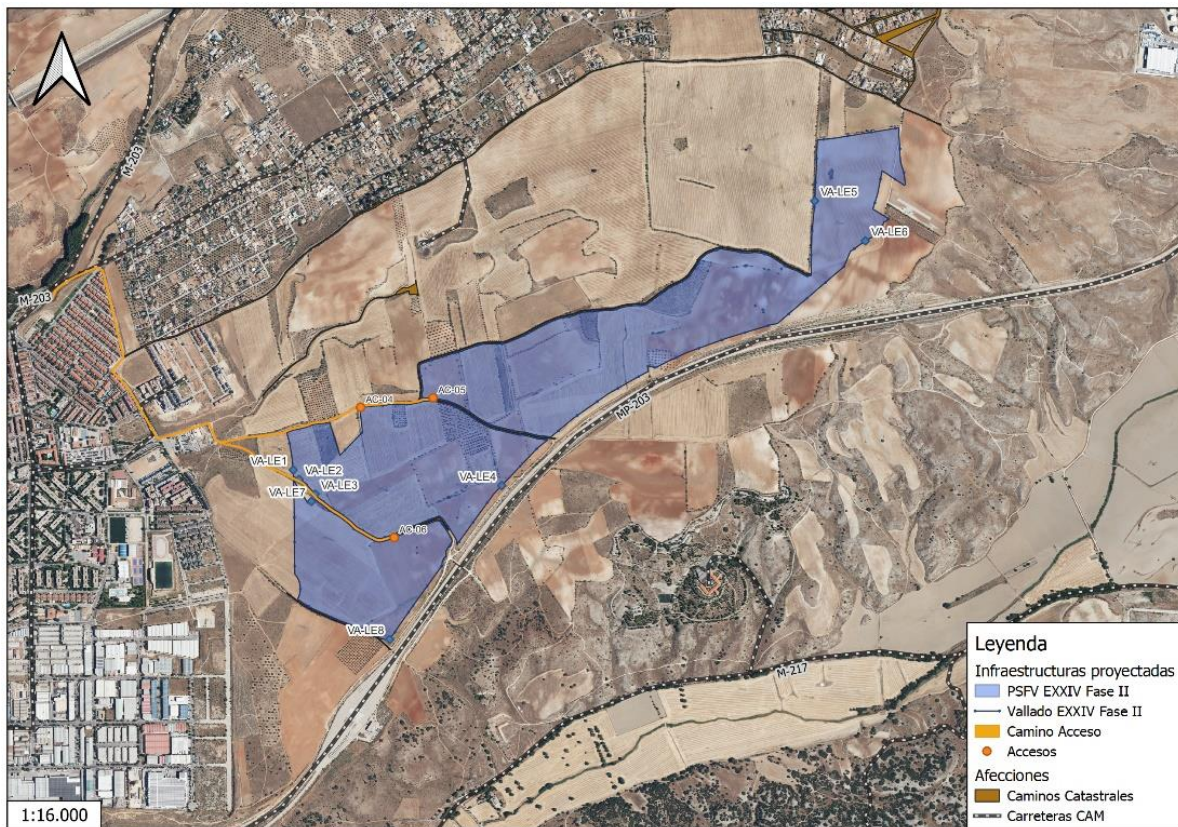 M-203
M-203
VA-LE5
VA-LE6
MP-203
AC-05
AC-04
VA-LE1
VA-LE2
VA-LE4
VA-LE3
VA-LE7
AC-06
VA-LE8
M-217
Leyenda
Infraestructuras proyectadas
PSFV EXXIV Fase II
Vallado EXXIV Fase II
Camino Acceso
Accesos
Afecciones
Caminos Catastrales
Carreteras CAM
1:16.000